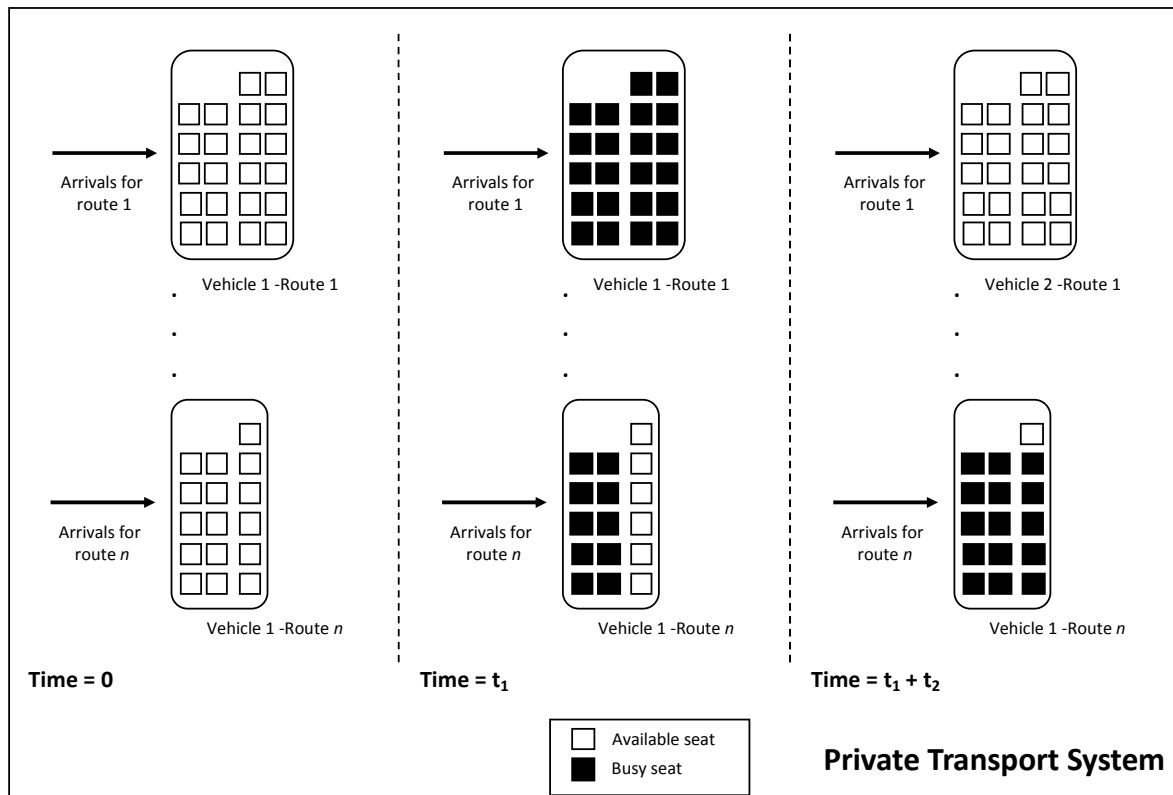 Arrivals for
route 1
Vehicle 1 -Route 1
Arrivals for
route n
Vehicle 1 -Route n
Time = 0
Arrivals for
route 1
Vehicle 1 -Route 1
Arrivals for
route n
Vehicle 1 -Route n
Time = t₁
Arrivals for
route 1
Vehicle 2 -Route 1
Arrivals for
route n
Vehicle 1 -Route n
Time = t₁ + t₂
Available seat
Busy seat
Private Transport System